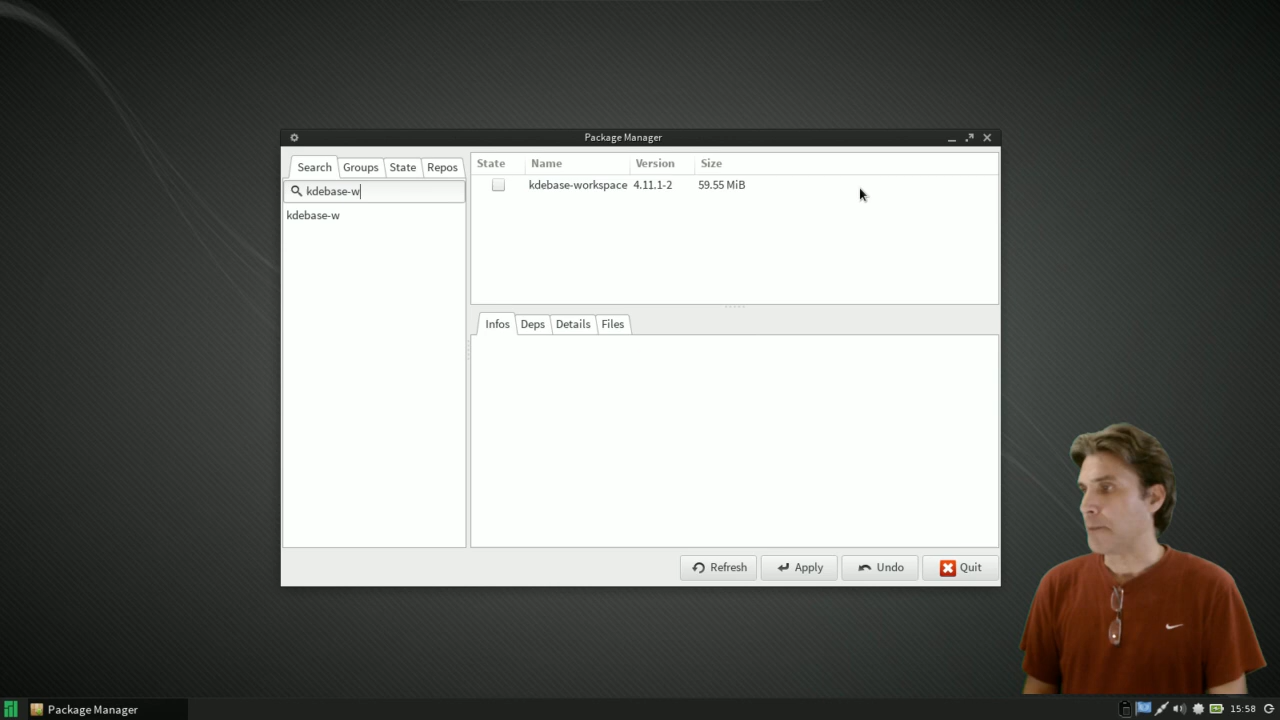 Package Manager
Search Groups State Repos
kdebase-w
kdebase-w
State Name Version Size
kdebase-workspace 4.11.1-2 59.55 MiB
Infos Deps Details Files
Refresh Apply Undo Quit
Package Manager
15:58